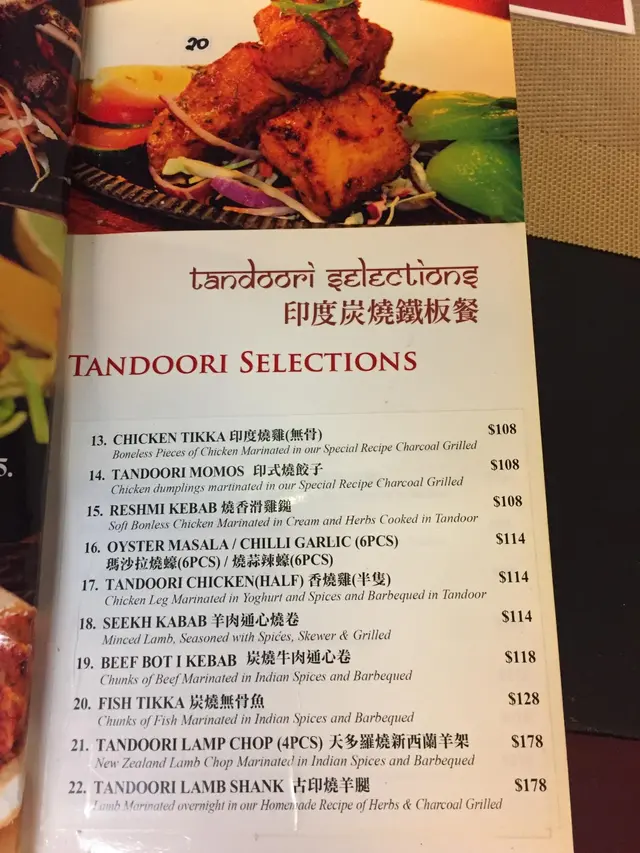 20
tandoori selections
印度炭燒鐵板餐
TANDOORI SELECTIONS
13. CHICKEN TIKKA 印度燒雞(無骨) $108
Boneless Pieces of Chicken Marinated in our Special Recipe Charcoal Grilled
14. TANDOORI MOMOS 印式燒餃子 $108
Chicken dumplings martinated in our Special Recipe Charcoal Grilled
15. RESHMI KEBAB 燒香滑雞鎚 $108
Soft Bonless Chicken Marinated in Cream and Herbs Cooked in Tandoor
16. OYSTER MASALA / CHILLI GARLIC (6PCS) $114
瑪沙拉燒蠔(6PCS) / 燒蒜辣蠔(6PCS)
17. TANDOORI CHICKEN(HALF) 香燒雞(半隻) $114
Chicken Leg Marinated in Yoghurt and Spices and Barbequed in Tandoor
18. SEEKH KABAB 羊肉通心燒卷 $114
Minced Lamb, Seasoned with Spices, Skewer & Grilled
19. BEEF BOT I KEBAB 炭燒牛肉通心卷 $118
Chunks of Beef Marinated in Indian Spices and Barbequed
20. FISH TIKKA 炭燒無骨魚 $128
Chunks of Fish Marinated in Indian Spices and Barbequed
21. TANDOORI LAMP CHOP (4PCS) 天多羅燒新西蘭羊架 $178
New Zealand Lamb Chop Marinated in Indian Spices and Barbequed
22. TANDOORI LAMB SHANK 古印燒羊腿 $178
Lamb Marinated overnight in our Homemade Recipe of Herbs & Charcoal Grilled
5.